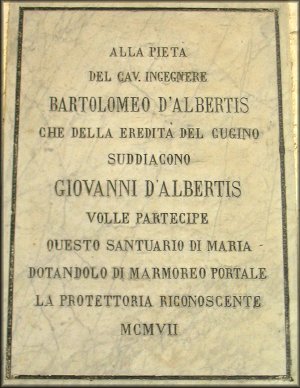 ALLA PIETÀ
DEL CAV. INGEGNERE
BARTOLOMEO D'ALBERTIS
CHE DELLA EREDITÀ DEL CUGINO
SUDDIACONO
GIOVANNI D'ALBERTIS
VOLLE PARTECIPE
QUESTO SANTUARIO DI MARIA
DOTANDOLO DI MARMOREO PORTALE
LA PROTETTORIA RICONOSCENTE
MCMVII